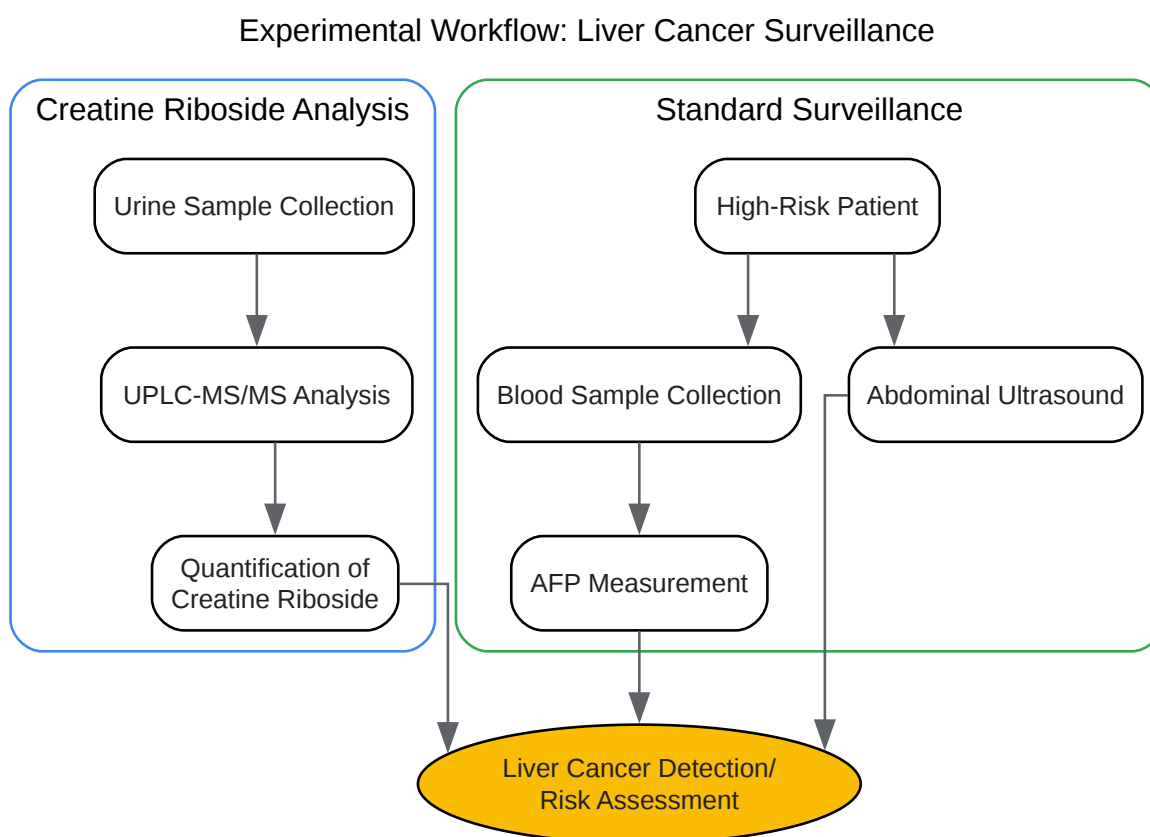 Experimental Workflow: Liver Cancer Surveillance
Creatine Riboside Analysis
Urine Sample Collection
UPLC-MS/MS Analysis
Quantification of
Creatine Riboside
Standard Surveillance
High-Risk Patient
Blood Sample Collection
Abdominal Ultrasound
AFP Measurement
Liver Cancer Detection/
Risk Assessment